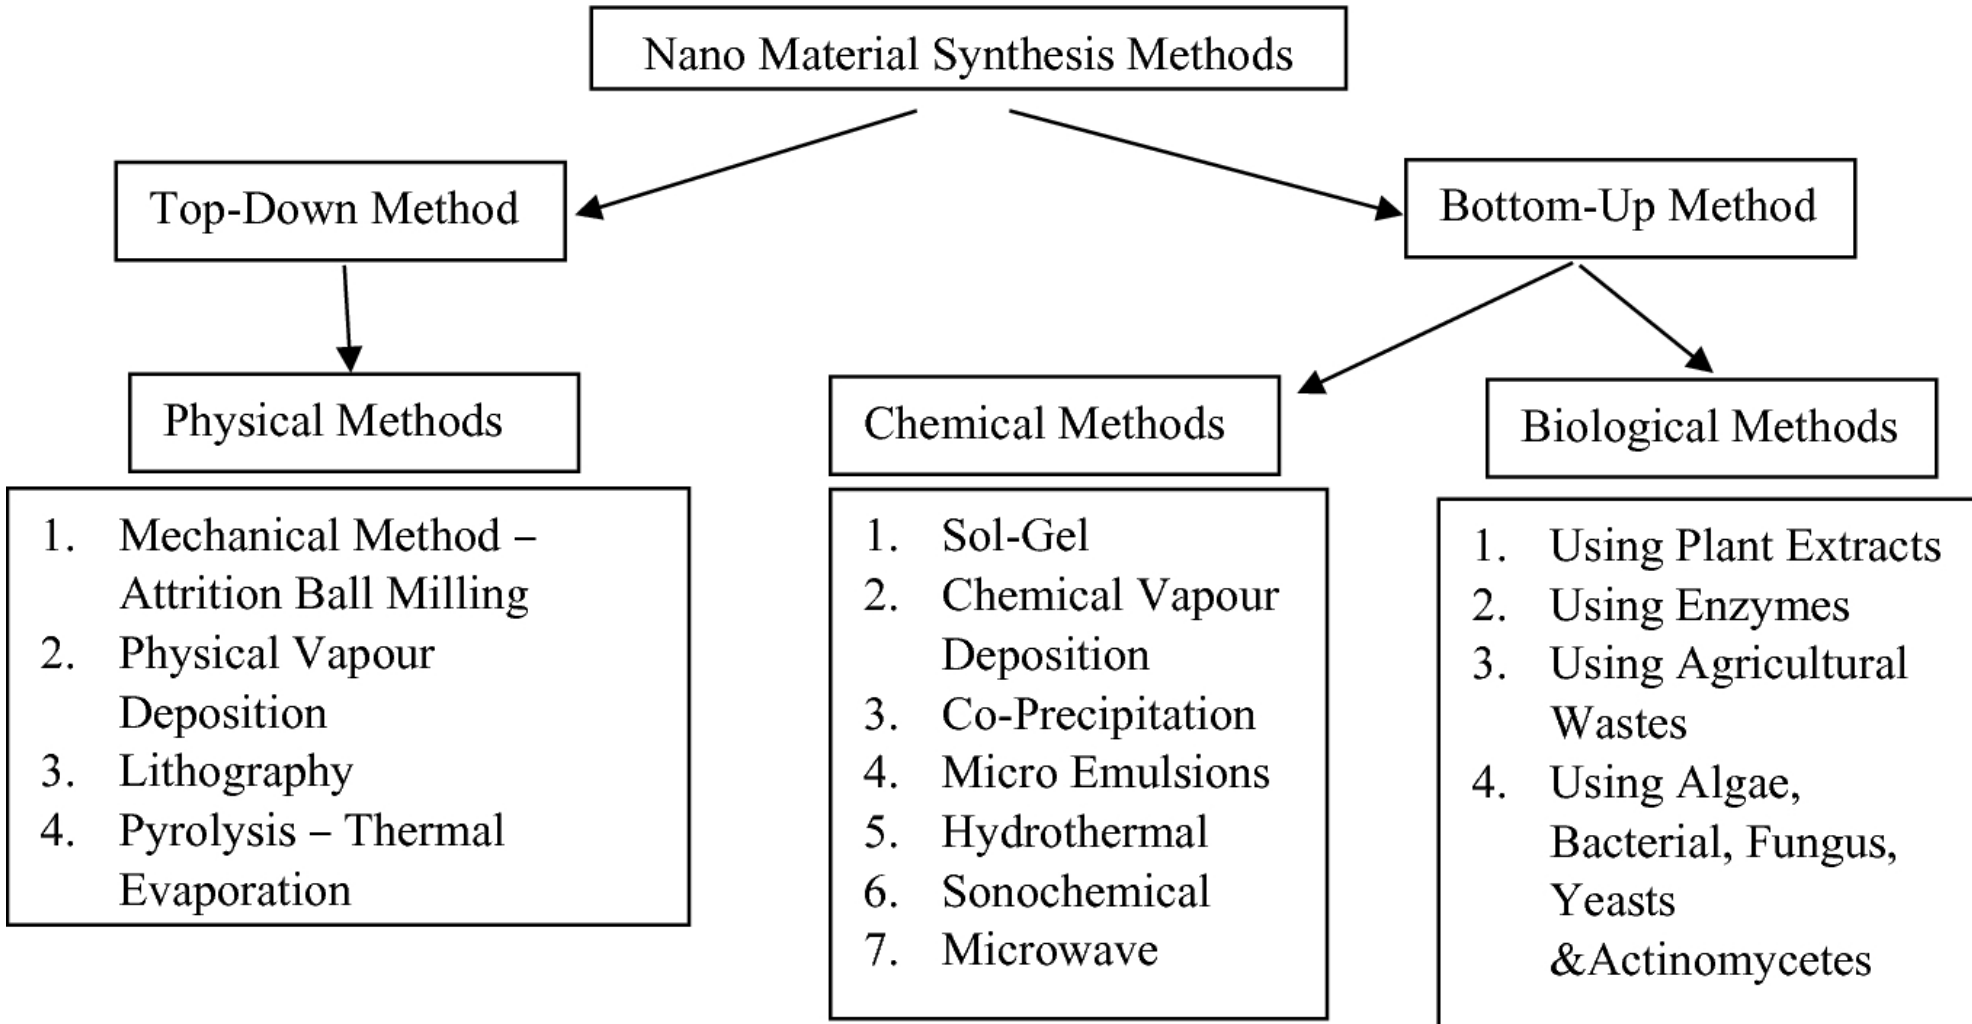 Nano Material Synthesis Methods
Top-Down Method
Bottom-Up Method
Physical Methods
Chemical Methods
Biological Methods
1. Mechanical Method –
Attrition Ball Milling
2. Physical Vapour
Deposition
3. Lithography
4. Pyrolysis – Thermal
Evaporation
1. Sol-Gel
2. Chemical Vapour
Deposition
3. Co-Precipitation
4. Micro Emulsions
5. Hydrothermal
6. Sonochemical
7. Microwave
1. Using Plant Extracts
2. Using Enzymes
3. Using Agricultural
Wastes
4. Using Algae,
Bacterial, Fungus,
Yeasts
&Actinomycetes